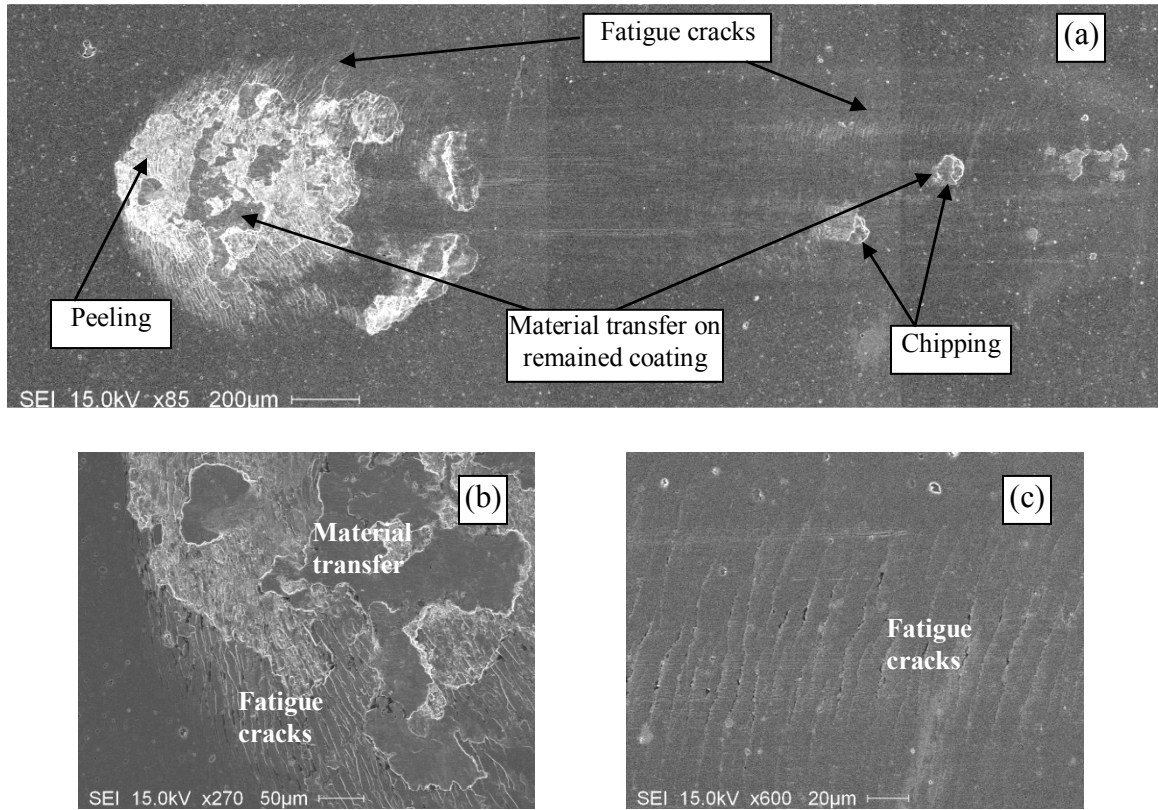 Fatigue cracks
(a)
Peeling
Material transfer on
remained coating
Chipping
SEI 15.0kV x85 200µm
(b)
Material
transfer
Fatigue
cracks
SEI 15.0kV x270 50µm
(c)
Fatigue
cracks
SEI 15.0kV x600 20µm